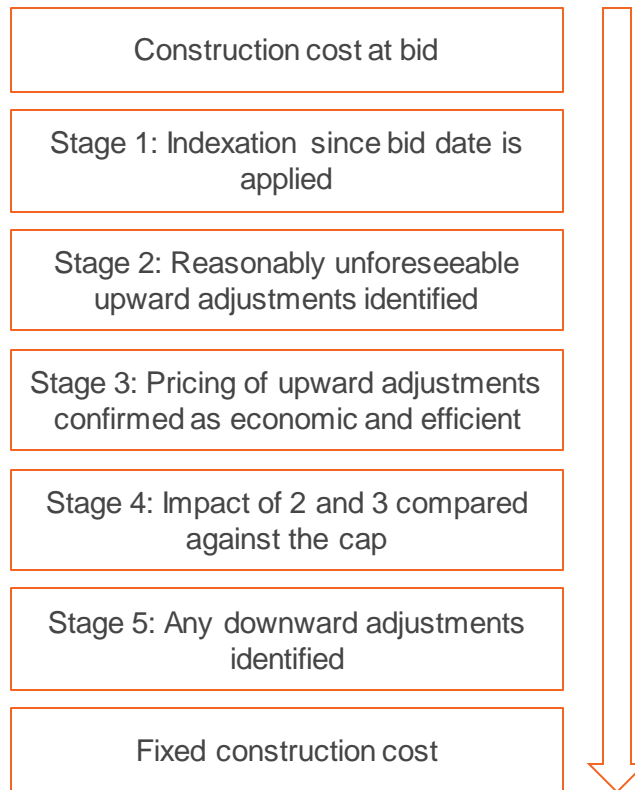 Construction cost at bid
Stage 1: Indexation since bid date is
applied
Stage 2: Reasonably unforeseeable
upward adjustments identified
Stage 3: Pricing of upward adjustments
confirmed as economic and efficient
Stage 4: Impact of 2 and 3 compared
against the cap
Stage 5: Any downward adjustments
identified
Fixed construction cost